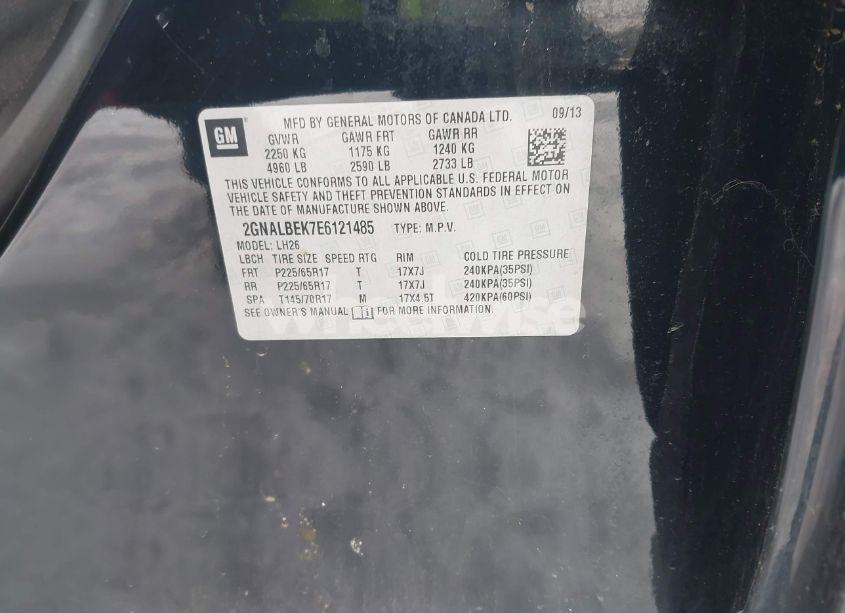 GM
MFD BY GENERAL MOTORS OF CANADA LTD. 09/13
GVWR GAWR FRT GAWR RR
2250 KG 1175 KG 1240 KG
4960 LB 2590 LB 2733 LB
THIS VEHICLE CONFORMS TO ALL APPLICABLE U.S. FEDERAL MOTOR
VEHICLE SAFETY AND THEFT PREVENTION STANDARDS IN EFFECT ON
THE DATE OF MANUFACTURE SHOWN ABOVE.
2GNALBEK7E6121485 TYPE: M.P.V.
MODEL: LH26
LBCH TIRE SIZE SPEED RTG RIM COLD TIRE PRESSURE
FRT P225/65R17 T 17X7J 240KPA(35PSI)
RR P225/65R17 T 17X7J 240KPA(35PSI)
SPA T145/70R17 M 17X4.5T 420KPA(60PSI)
SEE OWNER'S MANUAL FOR MORE INFORMATION.
wheelwise